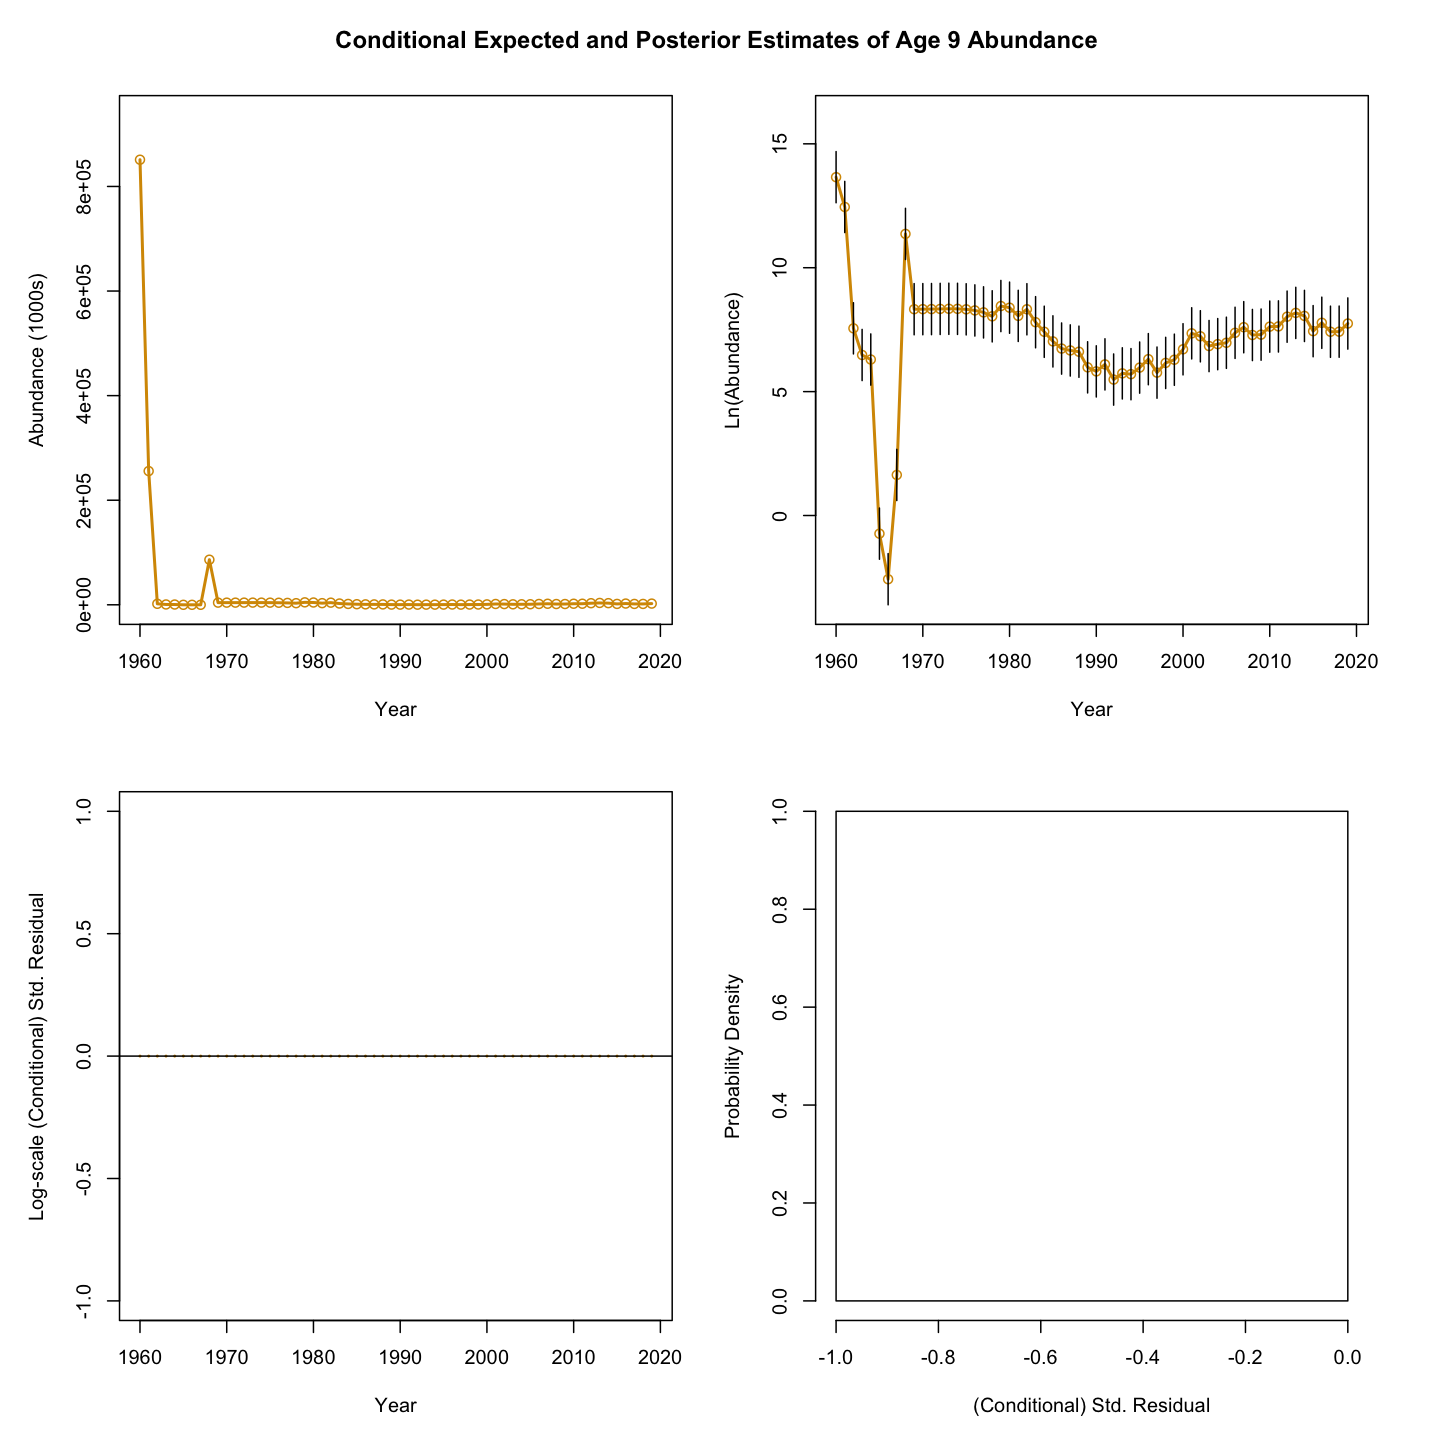 Conditional Expected and Posterior Estimates of Age 9 Abundance
Abundance (1000s)
8e+05
6e+05
4e+05
2e+05
0e+00
1960 1970 1980 1990 2000 2010 2020
Year
Ln(Abundance)
15
10
5
0
1960 1970 1980 1990 2000 2010 2020
Year
Log-scale (Conditional) Std. Residual
1.0
0.5
0.0
-0.5
-1.0
1960 1970 1980 1990 2000 2010 2020
Year
Probability Density
1.0
0.8
0.6
0.4
0.2
0.0
-1.0 -0.8 -0.6 -0.4 -0.2 0.0
(Conditional) Std. Residual